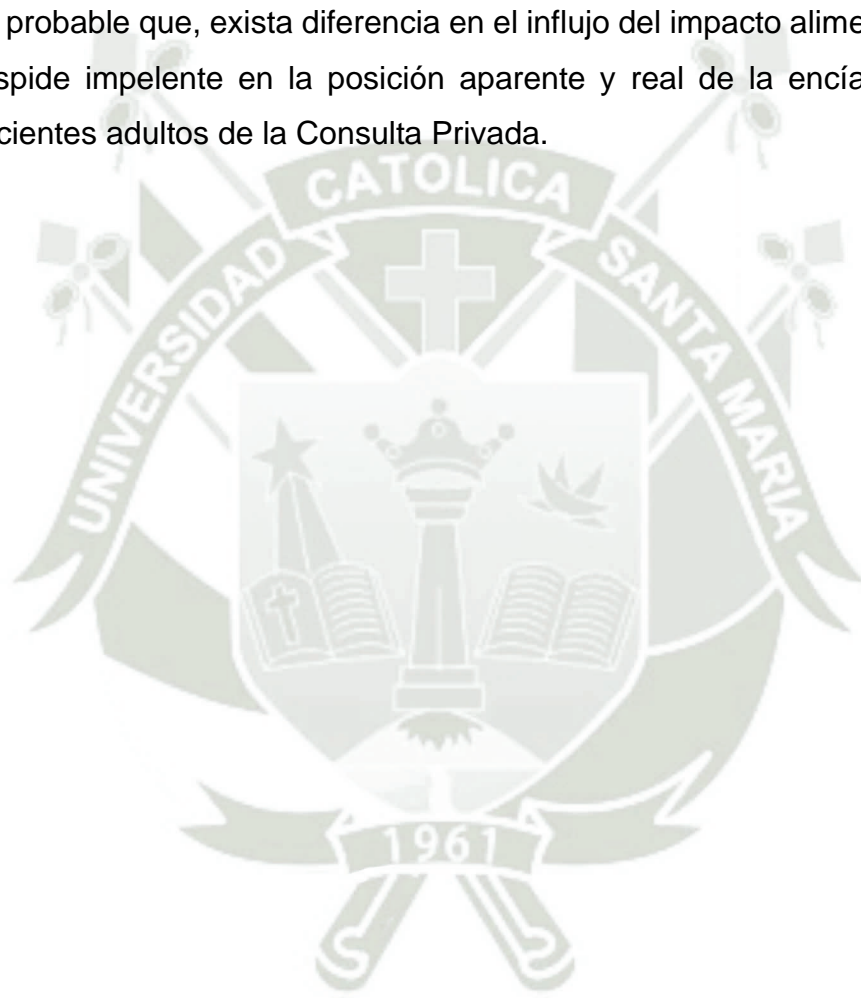 probable que, exista diferencia en el influjo del impacto alime
spide impelente en la posición aparente y real de la encía
cientes adultos de la Consulta Privada.
UNIVERSIDAD CATOLICA SANTA MARIA
1961